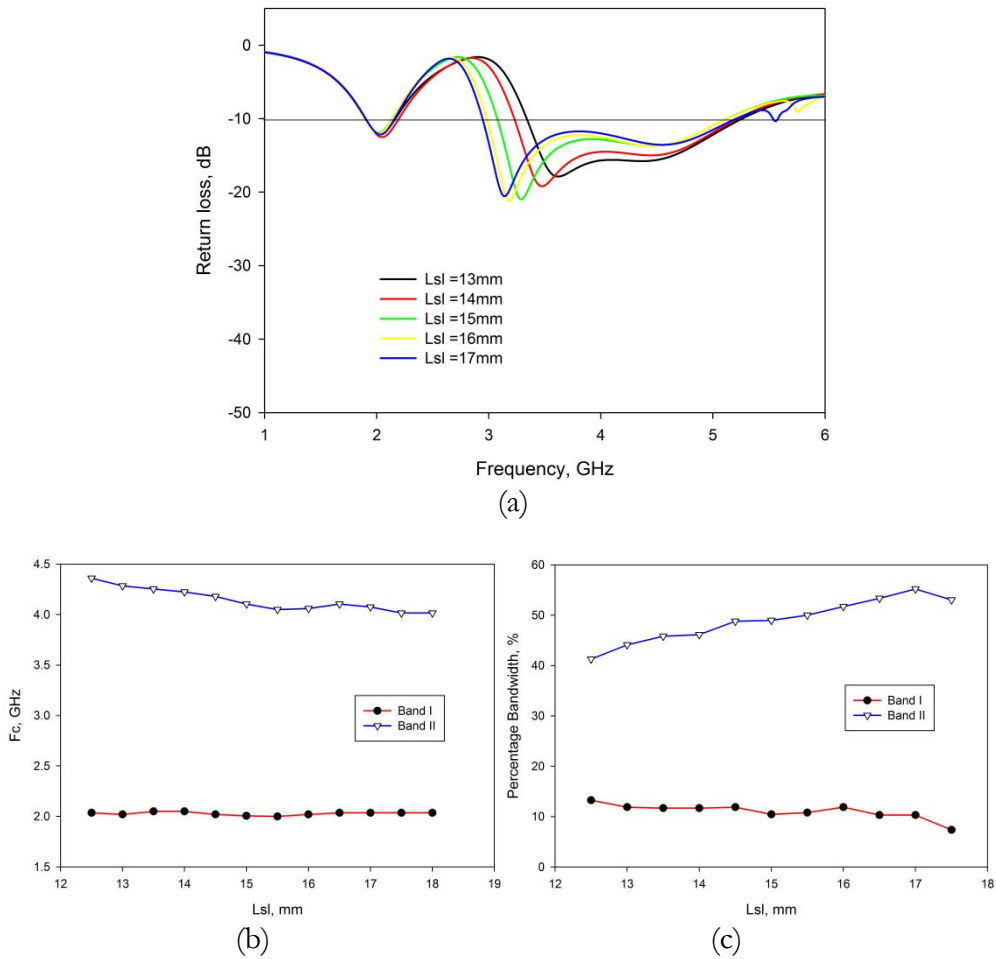 0
-10
-20
-30
-40
-50
Return loss, dB
Lsl =13mm
Lsl =14mm
Lsl =15mm
Lsl =16mm
Lsl =17mm
1 2 3 4 5 6
Frequency, GHz
(a)
4.5
4.0
3.5
3.0
2.5
2.0
1.5
Fc, GHz
Band I
Band II
12 13 14 15 16 17 18 19
Lsl, mm
(b)
60
50
40
30
20
10
0
Percentage Bandwidth, %
Band I
Band II
12 13 14 15 16 17 18
Lsl, mm
(c)